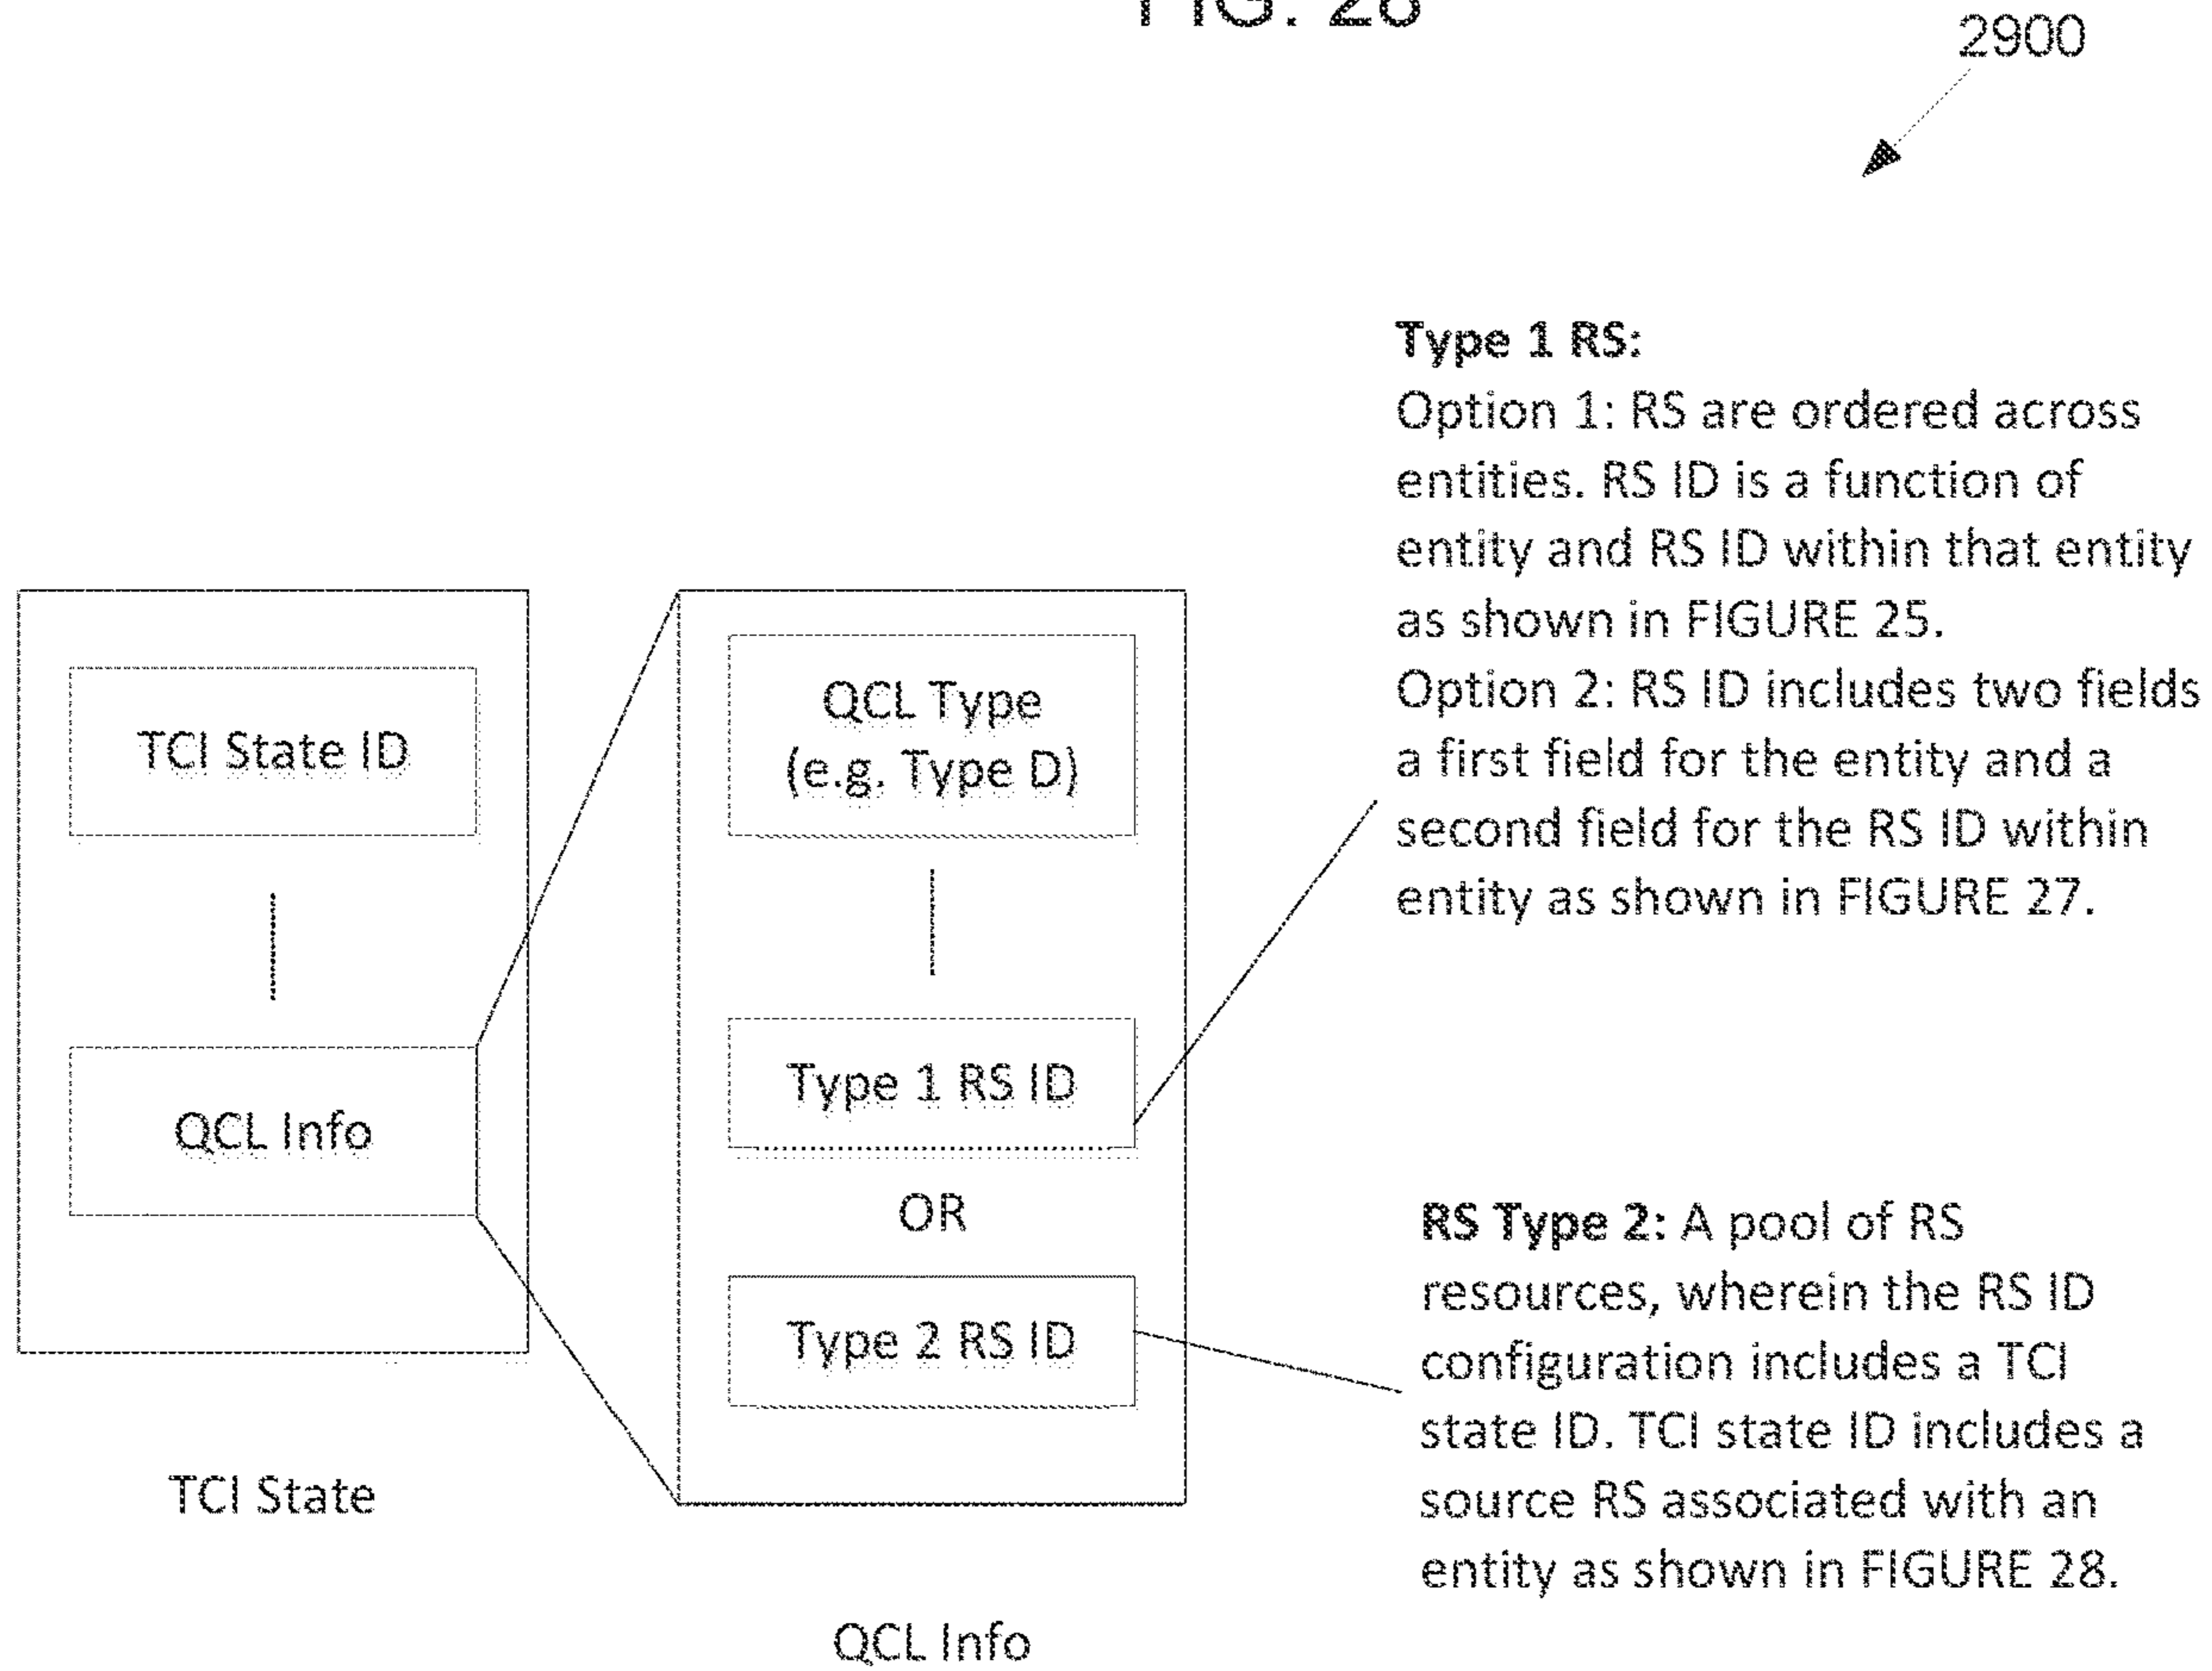 FIG. 28
2900
TCI State ID
QCL Info
TCI State
QCL Type
(e.g. Type D)
Type 1 RS ID
OR
Type 2 RS ID
QCL Info
Type 1 RS:
Option 1: RS are ordered across
entities. RS ID is a function of
entity and RS ID within that entity
as shown in FIGURE 25.
Option 2: RS ID includes two fields
a first field for the entity and a
second field for the RS ID within
entity as shown in FIGURE 27.
RS Type 2: A pool of RS
resources, wherein the RS ID
configuration includes a TCI
state ID. TCI state ID includes a
source RS associated with an
entity as shown in FIGURE 28.